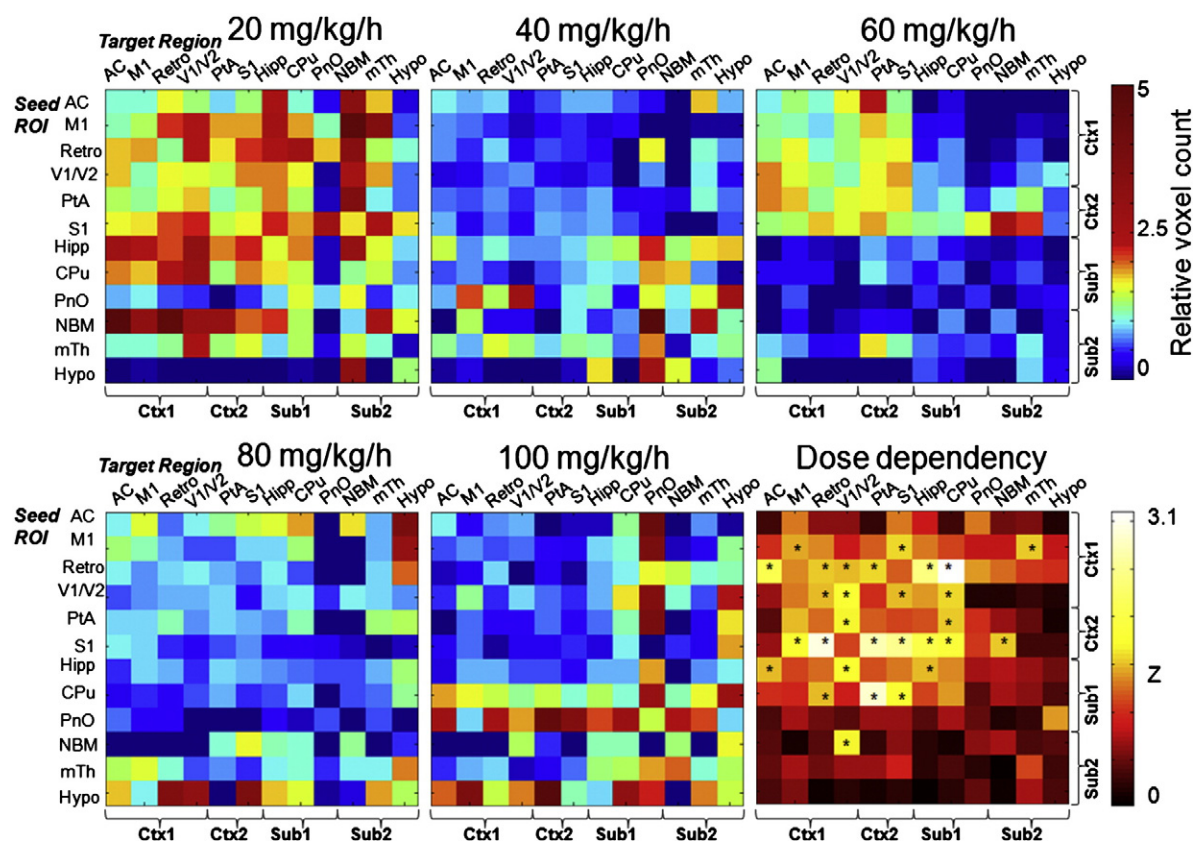 20 mg/kg/h 40 mg/kg/h 60 mg/kg/h
Target Region
AC M1 Retro V1/V2 PtA S1 Hipp CPu PnO NBM mTh Hypo AC M1 Retro V1/V2 PtA S1 Hipp CPu PnO NBM mTh Hypo AC M1 Retro V1/V2 PtA S1 Hipp CPu PnO NBM mTh Hypo
Seed ROI
AC
M1
Retro
V1/V2
PtA
S1
Hipp
CPu
PnO
NBM
mTh
Hypo
Ctx1 Ctx2 Sub1 Sub2 Ctx1 Ctx2 Sub1 Sub2 Ctx1 Ctx2 Sub1 Sub2
Ctx1
Ctx2
Sub1
Sub2
5
2.5
0
Relative voxel count
80 mg/kg/h 100 mg/kg/h Dose dependency
Target Region
AC M1 Retro V1/V2 PtA S1 Hipp CPu PnO NBM mTh Hypo AC M1 Retro V1/V2 PtA S1 Hipp CPu PnO NBM mTh Hypo AC M1 Retro V1/V2 PtA S1 Hipp CPu PnO NBM mTh Hypo
Seed ROI
AC
M1
Retro
V1/V2
PtA
S1
Hipp
CPu
PnO
NBM
mTh
Hypo
* * *
* * * * * *
* * * *
* *
* * * * * * *
* * *
* * *
*
Ctx1 Ctx2 Sub1 Sub2 Ctx1 Ctx2 Sub1 Sub2 Ctx1 Ctx2 Sub1 Sub2
Ctx1
Ctx2
Sub1
Sub2
3.1
Z
0